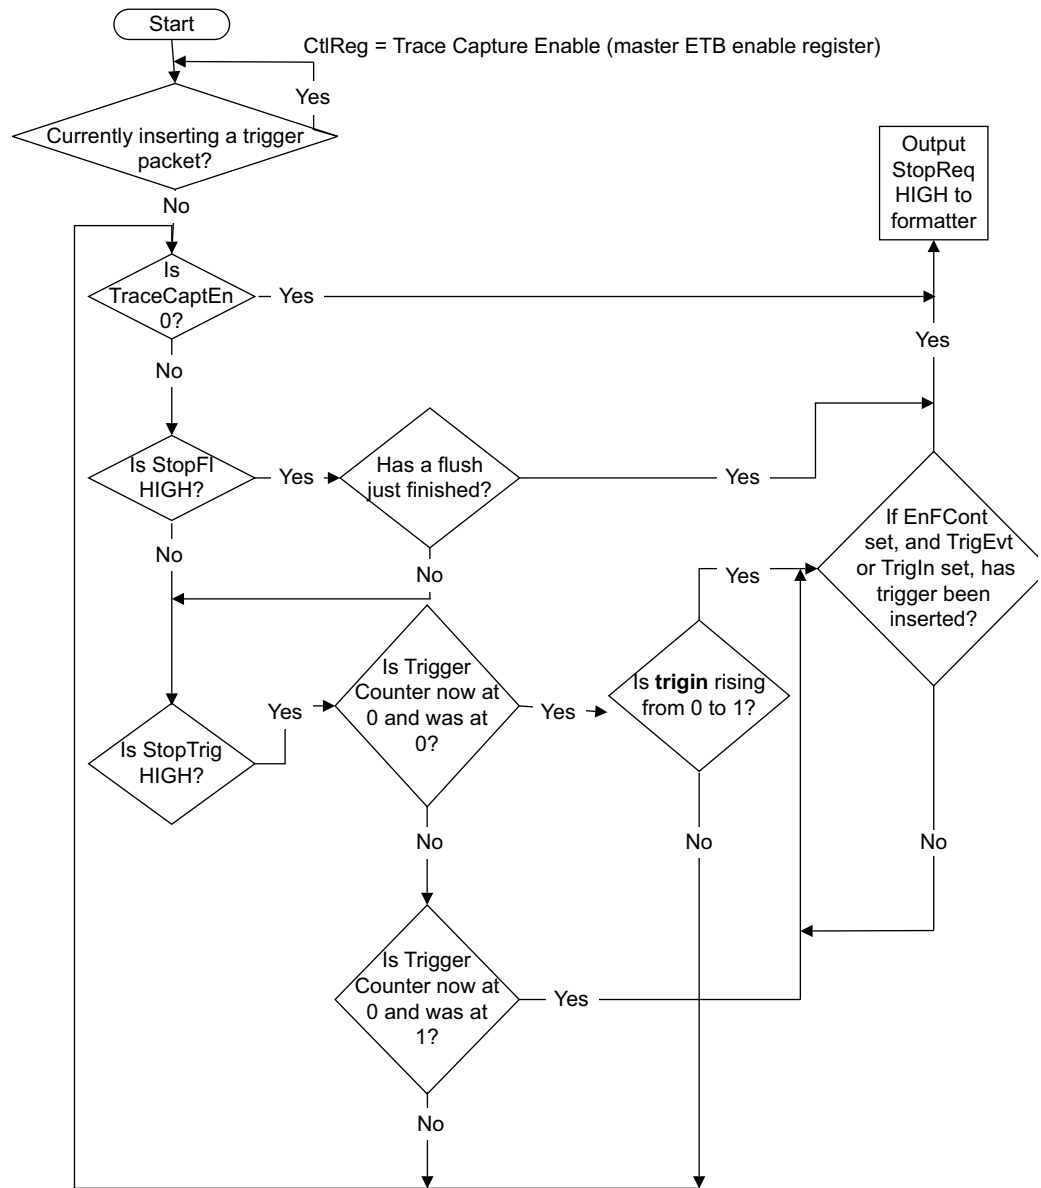 Start
CtlReg = Trace Capture Enable (master ETB enable register)
Yes
Currently inserting a trigger
packet?
No
Output
StopReq
HIGH to
formatter
Is
TraceCaptEn
0?
Yes
Yes
No
Is StopFl
HIGH?
Yes
Has a flush
just finished?
Yes
No
No
If EnFCont
set, and TrigEvt
or TrigIn set, has
trigger been
inserted?
Yes
Is Trigger
Counter now at
0 and was at
0?
Yes
Is trigin rising
from 0 to 1?
Is StopTrig
HIGH?
Yes
No
No
No
Is Trigger
Counter now at
0 and was at
1?
Yes
No